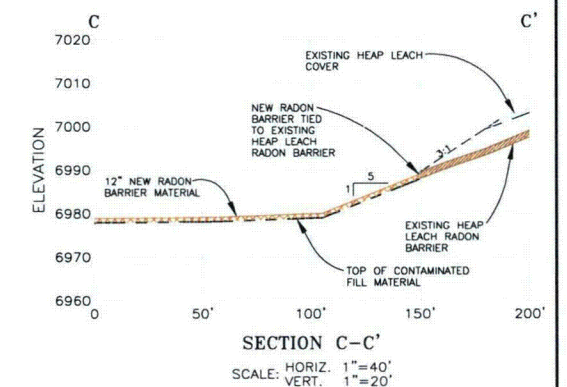 C
C'
7020
7010
7000
6990
6980
6970
6960
ELEVATION
EXISTING HEAP LEACH
COVER
NEW RADON
BARRIER TIED
TO EXISTING
HEAP LEACH
RADON BARRIER
3:1
5
1
12" NEW RADON
BARRIER MATERIAL
EXISTING HEAP
LEACH RADON
BARRIER
TOP OF CONTAMINATED
FILL MATERIAL
0
50'
100'
150'
200'
SECTION C-C'
SCALE: HORIZ. 1"=40'
VERT. 1"=20'